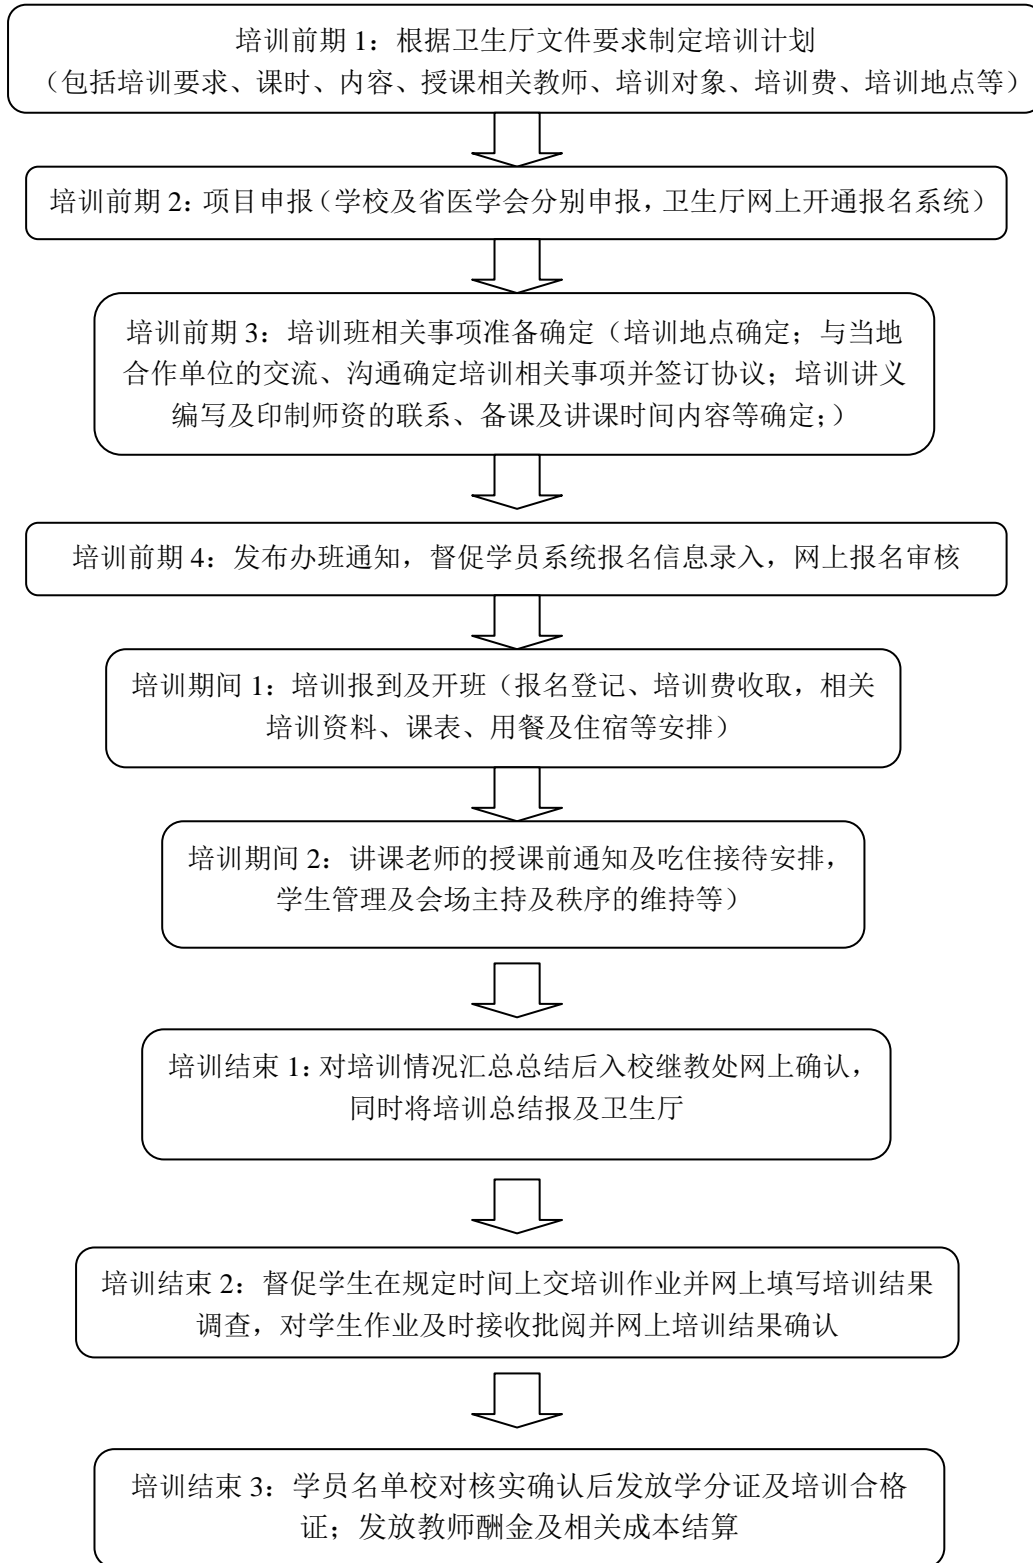 培训前期 1：根据卫生厅文件要求制定培训计划
（包括培训要求、课时、内容、授课相关教师、培训对象、培训费、培训地点等）
培训前期 2：项目申报（学校及省医学会分别申报，卫生厅网上开通报名系统）
培训前期 3：培训班相关事项准备确定（培训地点确定；与当地
合作单位的交流、沟通确定培训相关事项并签订协议；培训讲义
编写及印制师资的联系、备课及讲课时间内容等确定；）
培训前期 4：发布办班通知，督促学员系统报名信息录入，网上报名审核
培训期间 1：培训报到及开班（报名登记、培训费收取，相关
培训资料、课表、用餐及住宿等安排）
培训期间 2：讲课老师的授课前通知及吃住接待安排，
学生管理及会场主持及秩序的维持等）
培训结束 1：对培训情况汇总总结后入校继教处网上确认，
同时将培训总结报及卫生厅
培训结束 2：督促学生在规定时间上交培训作业并网上填写培训结果
调查，对学生作业及时接收批阅并网上培训结果确认
培训结束 3：学员名单校对核实确认后发放学分证及培训合格
证；发放教师酬金及相关成本结算